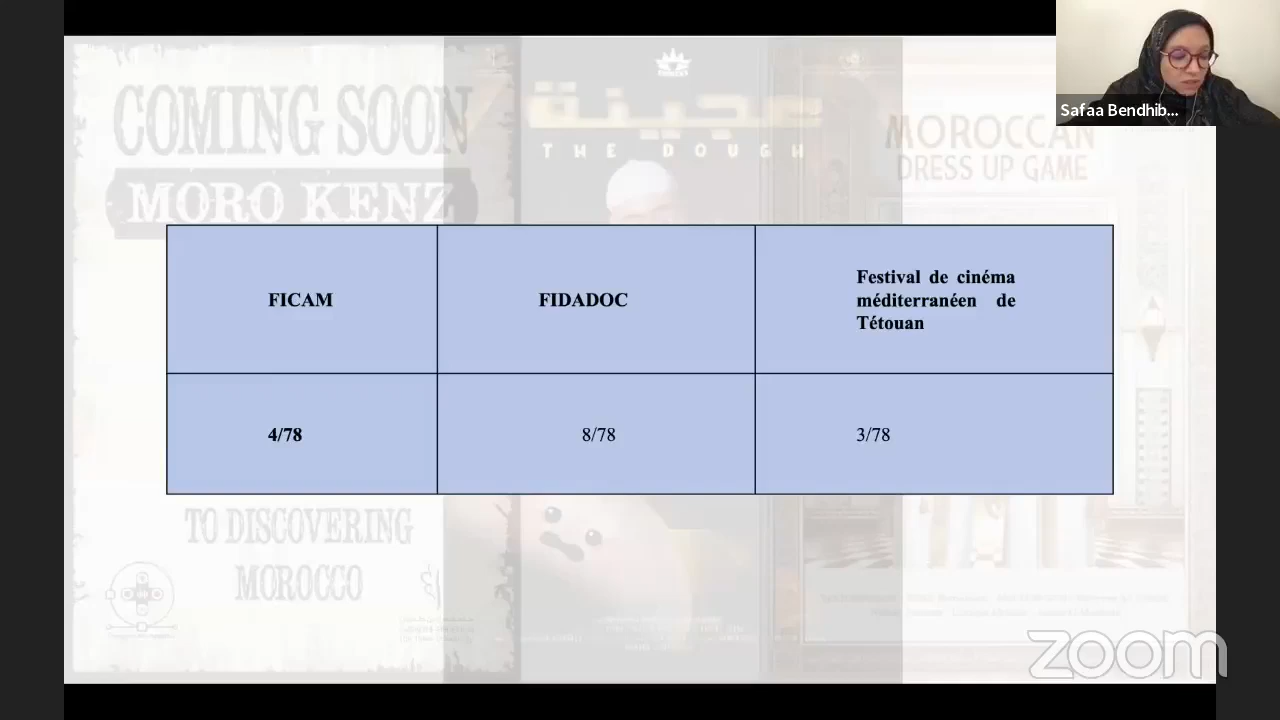 Safaa Bendhib...
COMING SOON
MORO KENZ
عجينة
THE DOUGH
MOROCCAN
DRESS UP GAME
FICAM
FIDADOC
Festival de cinéma
méditerranéen de
Tétouan
4/78
8/78
3/78
TO DISCOVERING
MOROCCO
zoom